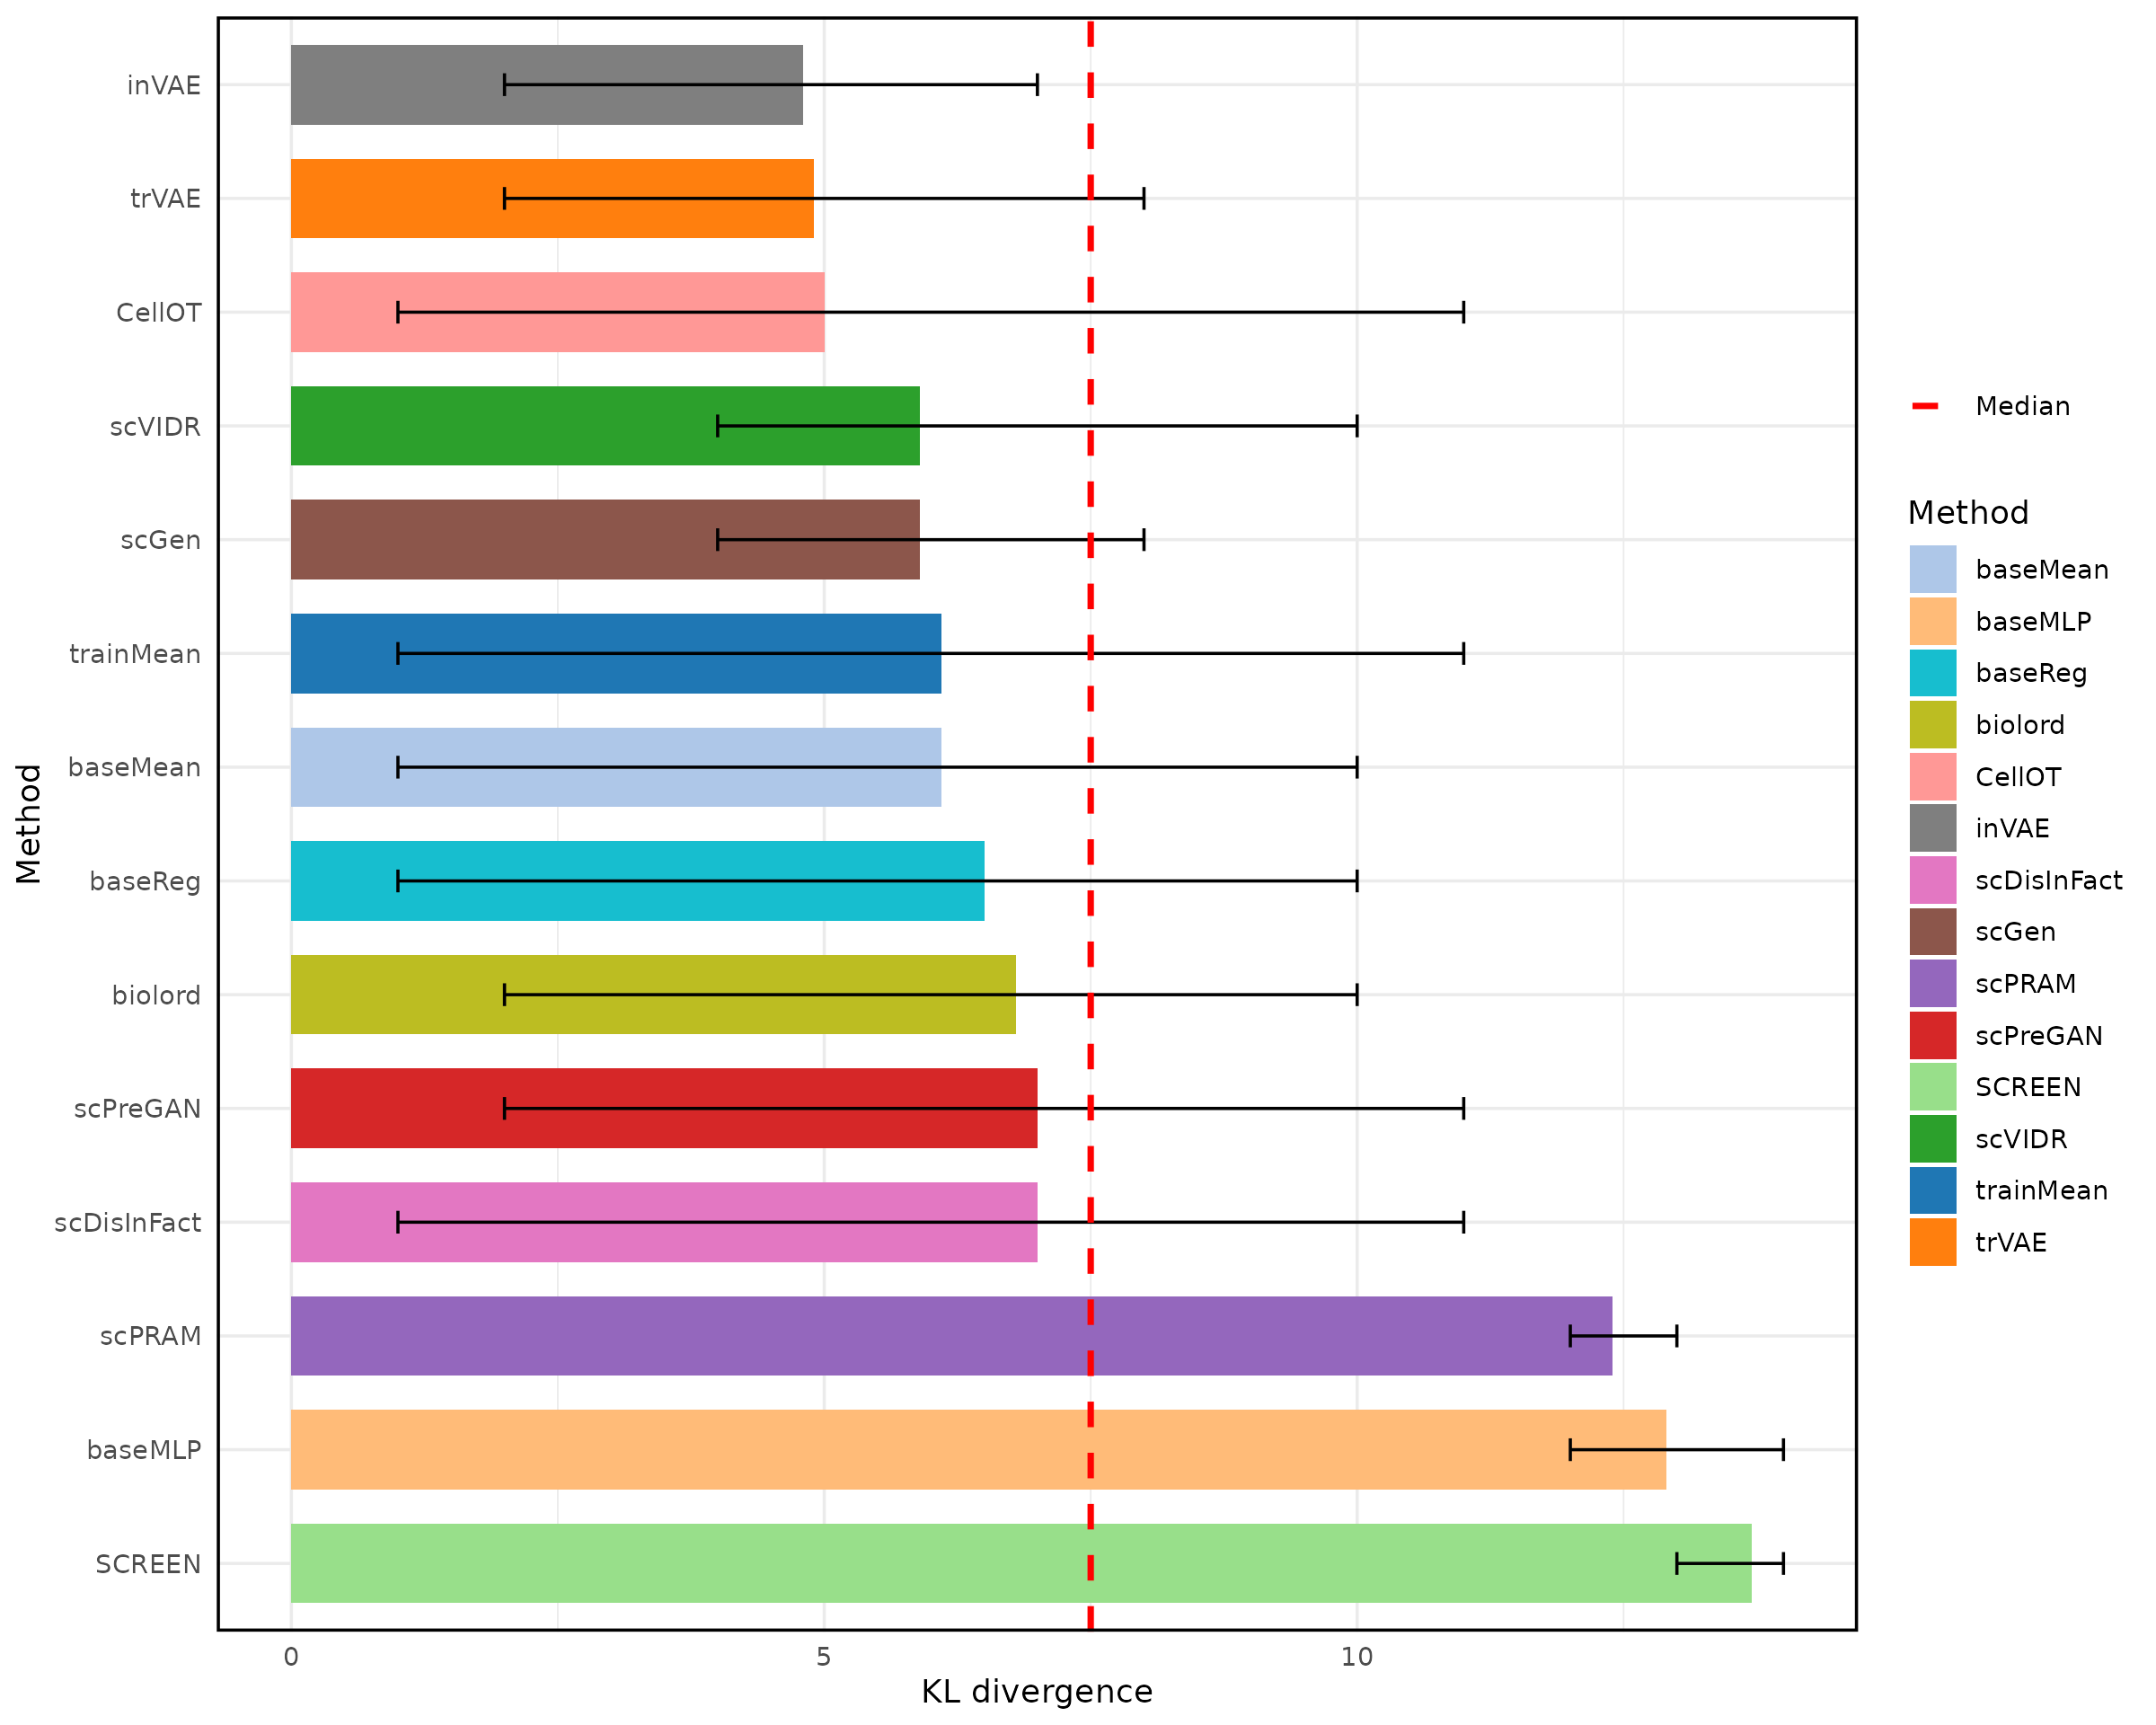 inVAE
trVAE
CellOT
scVIDR
scGen
trainMean
baseMean
baseReg
biolord
scPreGAN
scDisInFact
scPRAM
baseMLP
SCREEN
Method
0 5 10
KL divergence
Median
Method
baseMean
baseMLP
baseReg
biolord
CellOT
inVAE
scDisInFact
scGen
scPRAM
scPreGAN
SCREEN
scVIDR
trainMean
trVAE